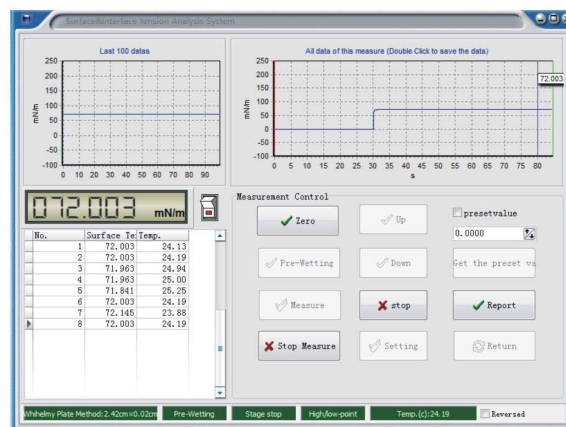 Surface&interface tension Analysis System
Last 100 datas
250
200
150
100
50
0
-50
-100
mN/m
0 10 20 30 40 50 60 70 80 90
All data of this measure (Double Click to save the data)
250
200
150
100
50
0
-50
-100
mN/m
72.003
0 5 10 15 20 25 30 35 40 45 50 55 60 65 70 75 80
s
072.003 mN/m
No. Surface Te Temp.
1 72.003 24.13
2 72.003 24.19
3 71.963 24.94
4 71.963 25.00
5 71.841 25.25
6 72.003 24.19
7 72.145 23.88
8 72.003 24.19
Measurement Control
Zero
Up
presetvalue
0.0000
Pre-Wetting
Down
Get the preset va
Measure
stop
Report
Stop Measure
Setting
Return
Whihelmy Plate Method:2.42cm×0.02cm
Pre-Wetting
Stage stop
High/low-point
Temp.(c):24.19
Reversed